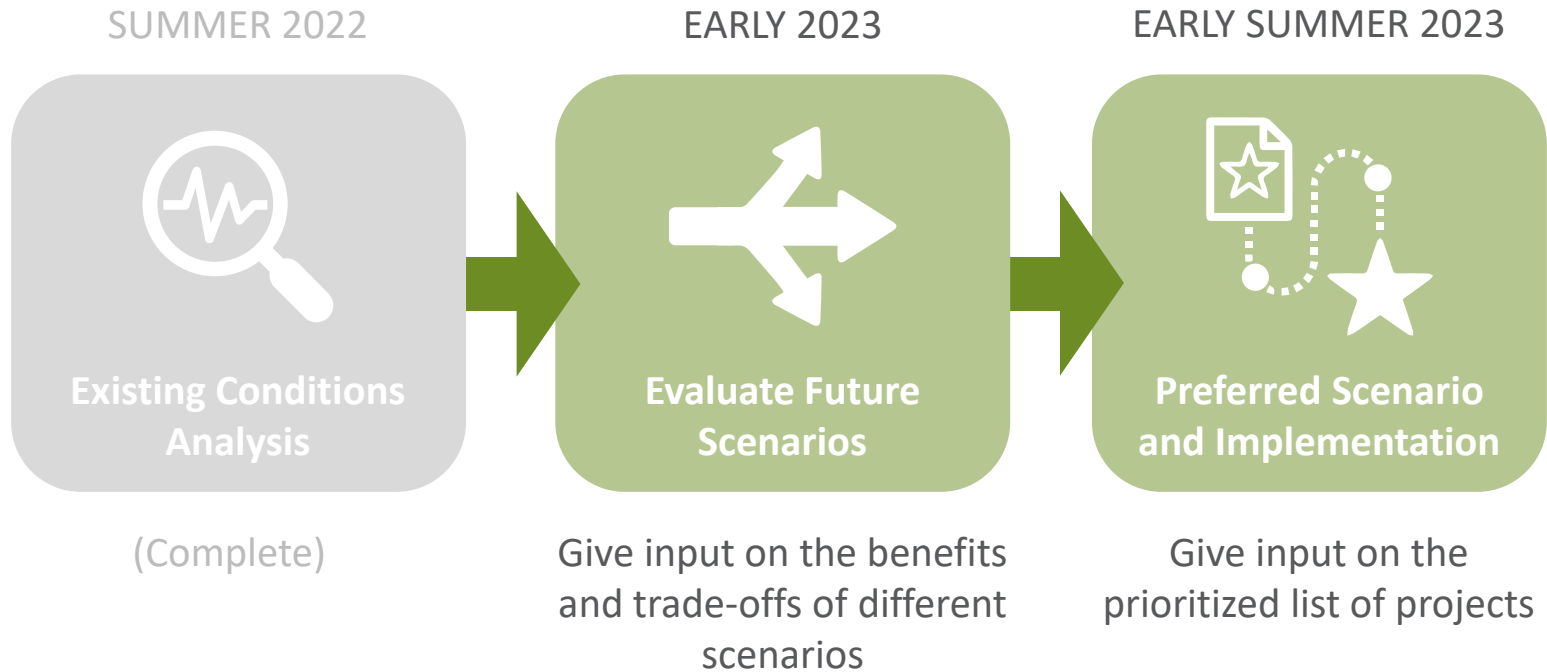 SUMMER 2022
Existing Conditions
Analysis
(Complete)
EARLY 2023
Evaluate Future
Scenarios
Give input on the benefits
and trade-offs of different
scenarios
EARLY SUMMER 2023
Preferred Scenario
and Implementation
Give input on the
prioritized list of projects